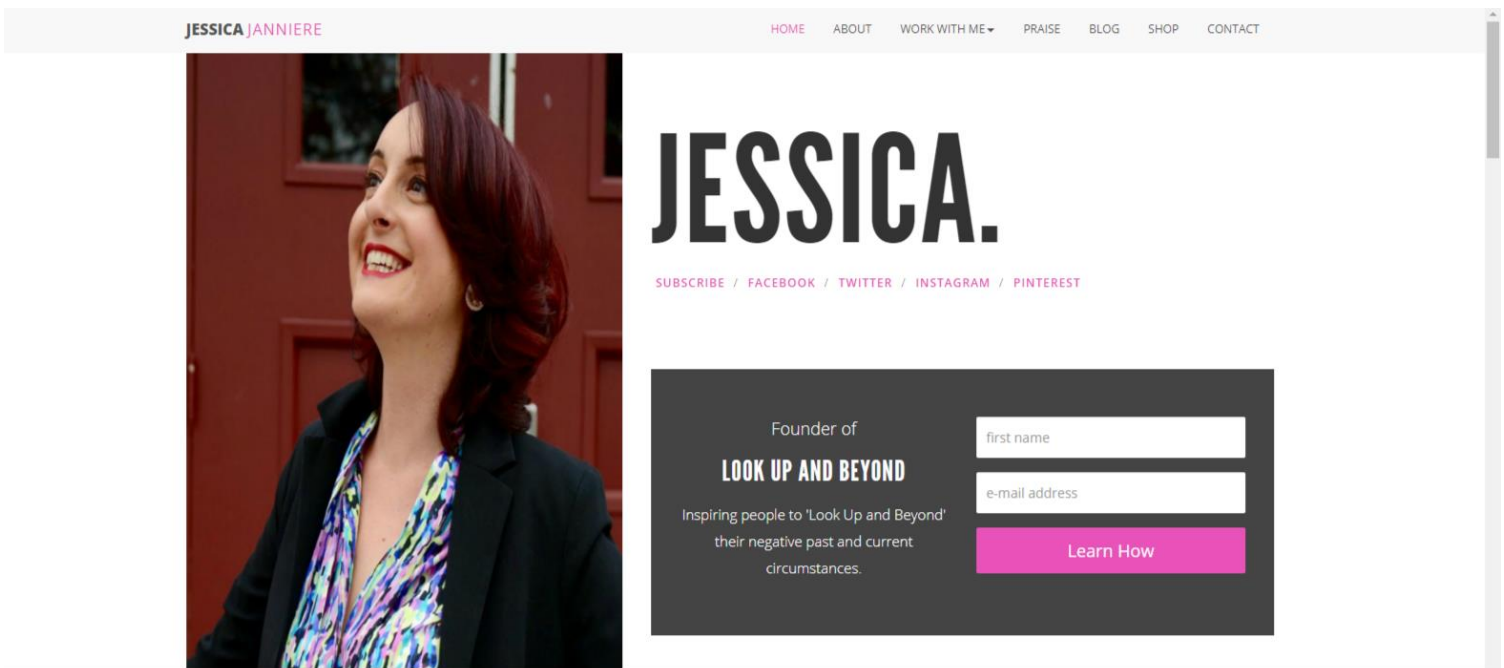 JESSICA JANNIERE
HOME ABOUT WORK WITH ME PRAISE BLOG SHOP CONTACT
JESSICA.
SUBSCRIBE / FACEBOOK / TWITTER / INSTAGRAM / PINTEREST
Founder of
LOOK UP AND BEYOND
Inspiring people to 'Look Up and Beyond'
their negative past and current
circumstances.
first name
e-mail address
Learn How